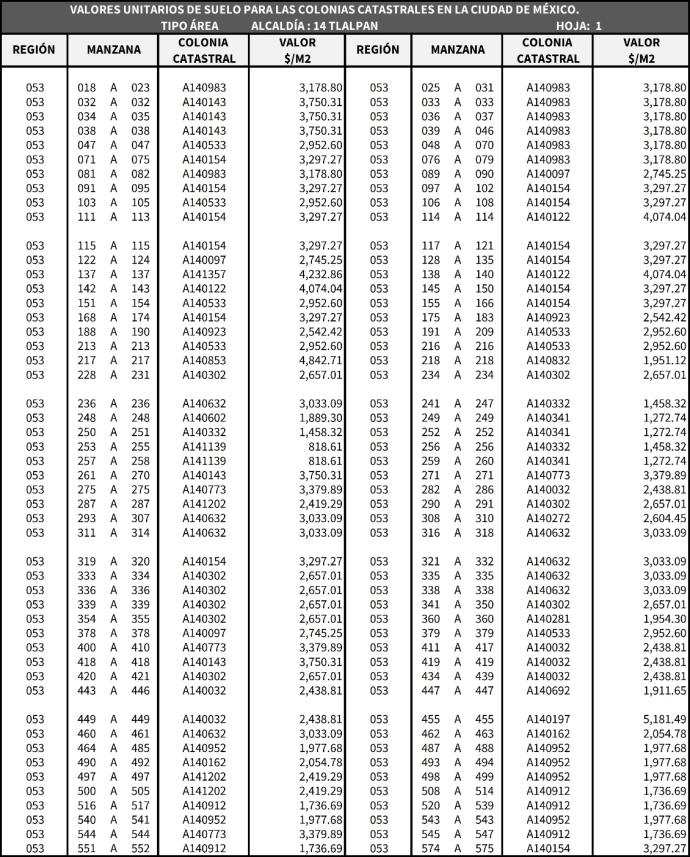 VALORES UNITARIOS DE SUELO PARA LAS COLONIAS CATASTRALES EN LA CIUDAD DE MÉXICO.
TIPO ÁREA ALCALDÍA : 14 TLALPAN HOJA: 1
REGIÓN MANZANA COLONIA CATASTRAL VALOR $/M2 REGIÓN MANZANA COLONIA CATASTRAL VALOR $/M2
053 018 A 023 A140983 3,178.80 053 025 A 031 A140983 3,178.80
053 032 A 032 A140143 3,750.31 053 033 A 033 A140983 3,178.80
053 034 A 035 A140143 3,750.31 053 036 A 037 A140983 3,178.80
053 038 A 038 A140143 3,750.31 053 039 A 046 A140983 3,178.80
053 047 A 047 A140533 2,952.60 053 048 A 070 A140983 3,178.80
053 071 A 075 A140154 3,297.27 053 076 A 079 A140983 3,178.80
053 081 A 082 A140983 3,178.80 053 089 A 090 A140097 2,745.25
053 091 A 095 A140154 3,297.27 053 097 A 102 A140154 3,297.27
053 103 A 105 A140533 2,952.60 053 106 A 108 A140154 3,297.27
053 111 A 113 A140154 3,297.27 053 114 A 114 A140122 4,074.04
053 115 A 115 A140154 3,297.27 053 117 A 121 A140154 3,297.27
053 122 A 124 A140097 2,745.25 053 128 A 135 A140154 3,297.27
053 137 A 137 A141357 4,232.86 053 138 A 140 A140122 4,074.04
053 142 A 143 A140122 4,074.04 053 145 A 150 A140154 3,297.27
053 151 A 154 A140533 2,952.60 053 155 A 166 A140154 3,297.27
053 168 A 174 A140154 3,297.27 053 175 A 183 A140923 2,542.42
053 188 A 190 A140923 2,542.42 053 191 A 209 A140533 2,952.60
053 213 A 213 A140533 2,952.60 053 216 A 216 A140533 2,952.60
053 217 A 217 A140853 4,842.71 053 218 A 218 A140832 1,951.12
053 228 A 231 A140302 2,657.01 053 234 A 234 A140302 2,657.01
053 236 A 236 A140632 3,033.09 053 241 A 247 A140332 1,458.32
053 248 A 248 A140602 1,889.30 053 249 A 249 A140341 1,272.74
053 250 A 251 A140332 1,458.32 053 252 A 252 A140341 1,272.74
053 253 A 255 A141139 818.61 053 256 A 256 A140332 1,458.32
053 257 A 258 A141139 818.61 053 259 A 260 A140341 1,272.74
053 261 A 270 A140143 3,750.31 053 271 A 271 A140773 3,379.89
053 275 A 275 A140773 3,379.89 053 282 A 286 A140032 2,438.81
053 287 A 287 A141202 2,419.29 053 290 A 291 A140302 2,657.01
053 293 A 307 A140632 3,033.09 053 308 A 310 A140272 2,604.45
053 311 A 314 A140632 3,033.09 053 316 A 318 A140632 3,033.09
053 319 A 320 A140154 3,297.27 053 321 A 332 A140632 3,033.09
053 333 A 334 A140302 2,657.01 053 335 A 335 A140632 3,033.09
053 336 A 336 A140302 2,657.01 053 338 A 338 A140632 3,033.09
053 339 A 339 A140302 2,657.01 053 341 A 350 A140302 2,657.01
053 354 A 355 A140302 2,657.01 053 360 A 360 A140281 1,954.30
053 378 A 378 A140097 2,745.25 053 379 A 379 A140533 2,952.60
053 400 A 410 A140773 3,379.89 053 411 A 417 A140032 2,438.81
053 418 A 418 A140143 3,750.31 053 419 A 419 A140032 2,438.81
053 420 A 421 A140302 2,657.01 053 434 A 439 A140032 2,438.81
053 443 A 446 A140032 2,438.81 053 447 A 447 A140692 1,911.65
053 449 A 449 A140032 2,438.81 053 455 A 455 A140197 5,181.49
053 460 A 461 A140632 3,033.09 053 462 A 463 A140162 2,054.78
053 464 A 485 A140952 1,977.68 053 487 A 488 A140952 1,977.68
053 490 A 492 A140162 2,054.78 053 493 A 494 A140952 1,977.68
053 497 A 497 A141202 2,419.29 053 498 A 499 A140952 1,977.68
053 500 A 505 A141202 2,419.29 053 508 A 514 A140912 1,736.69
053 516 A 517 A140912 1,736.69 053 520 A 539 A140912 1,736.69
053 540 A 541 A140952 1,977.68 053 543 A 543 A140952 1,977.68
053 544 A 544 A140773 3,379.89 053 545 A 547 A140912 1,736.69
053 551 A 552 A140912 1,736.69 053 574 A 575 A140154 3,297.27